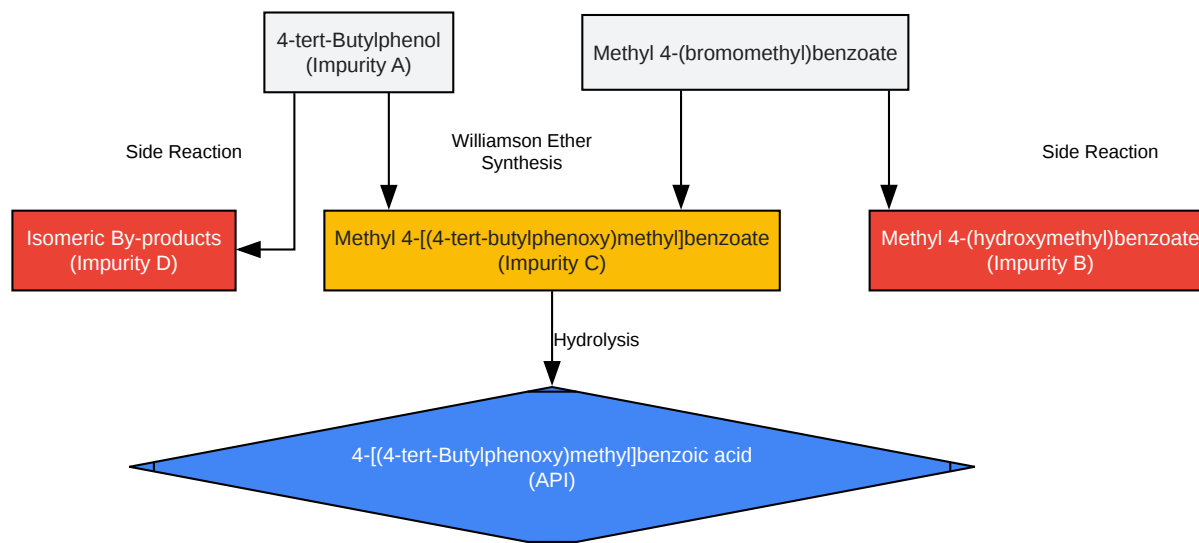 4-tert-Butylphenol
(Impurity A)
Methyl 4-(bromomethyl)benzoate
Side Reaction
Williamson Ether
Synthesis
Side Reaction
Isomeric By-products
(Impurity D)
Methyl 4-[(4-tert-butylphenoxy)methyl]benzoate
(Impurity C)
Methyl 4-(hydroxymethyl)benzoate
(Impurity B)
Hydrolysis
4-[(4-tert-Butylphenoxy)methyl]benzoic acid
(API)